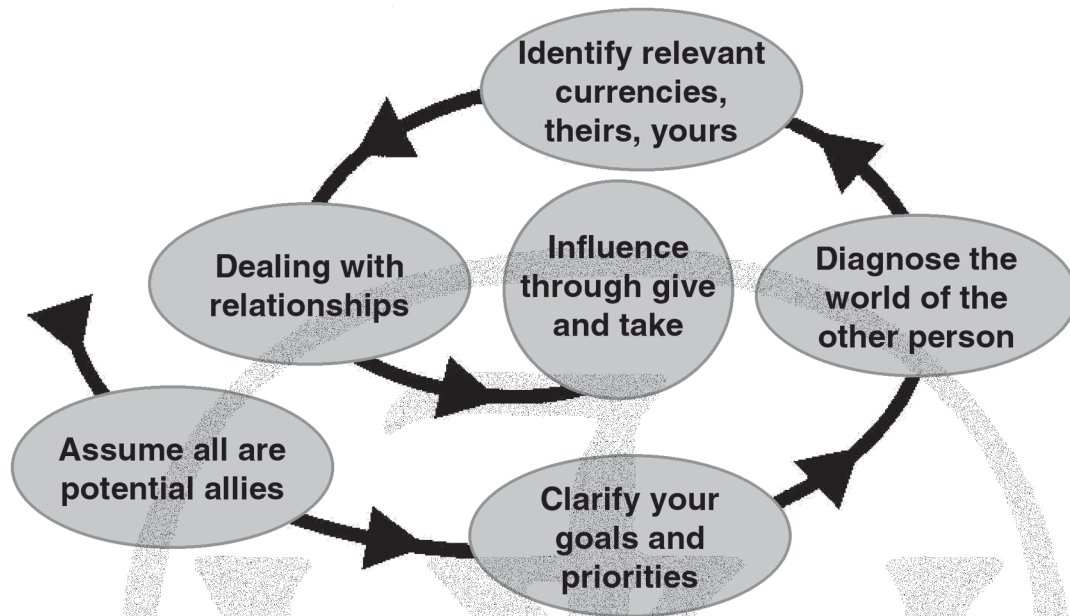 Identify relevant
currencies,
theirs, yours
Dealing with
relationships
Influence
through give
and take
Diagnose the
world of the
other person
Assume all are
potential allies
Clarify your
goals and
priorities